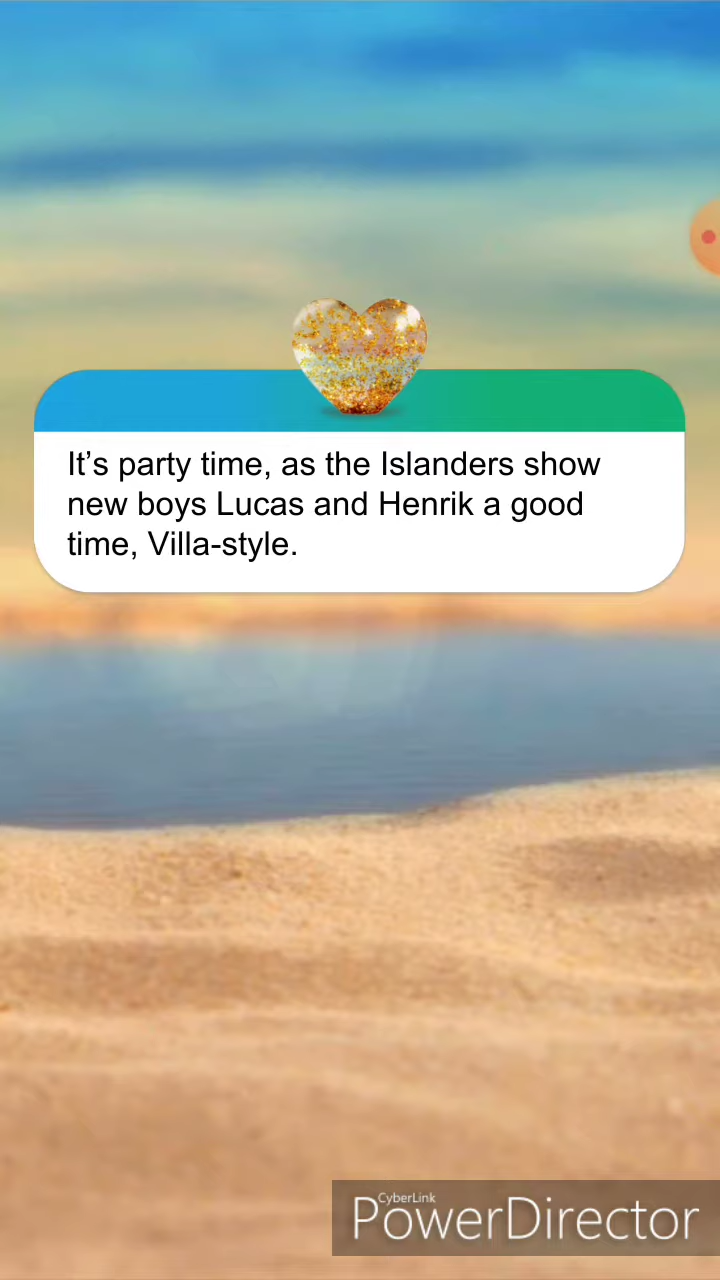 It’s party time, as the Islanders show
new boys Lucas and Henrik a good
time, Villa-style.
CyberLink
PowerDirector